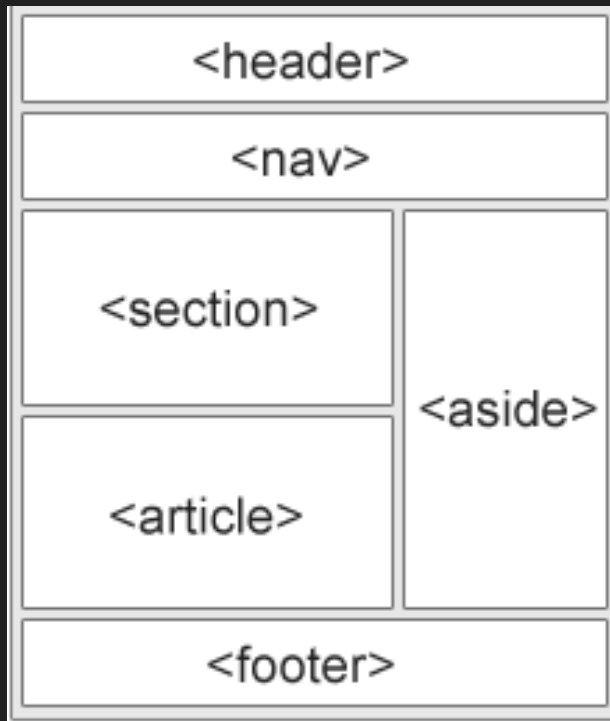 <header>
<nav>
<section>
<aside>
<article>
<footer>